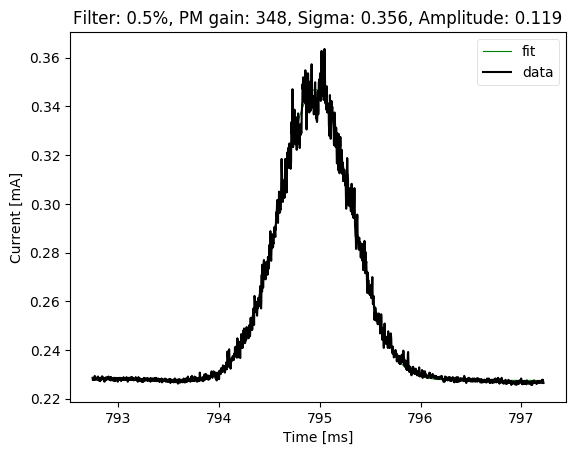 Filter: 0.5%, PM gain: 348, Sigma: 0.356, Amplitude: 0.119
fit
data
Current [mA]
0.36
0.34
0.32
0.30
0.28
0.26
0.24
0.22
793 794 795 796 797
Time [ms]